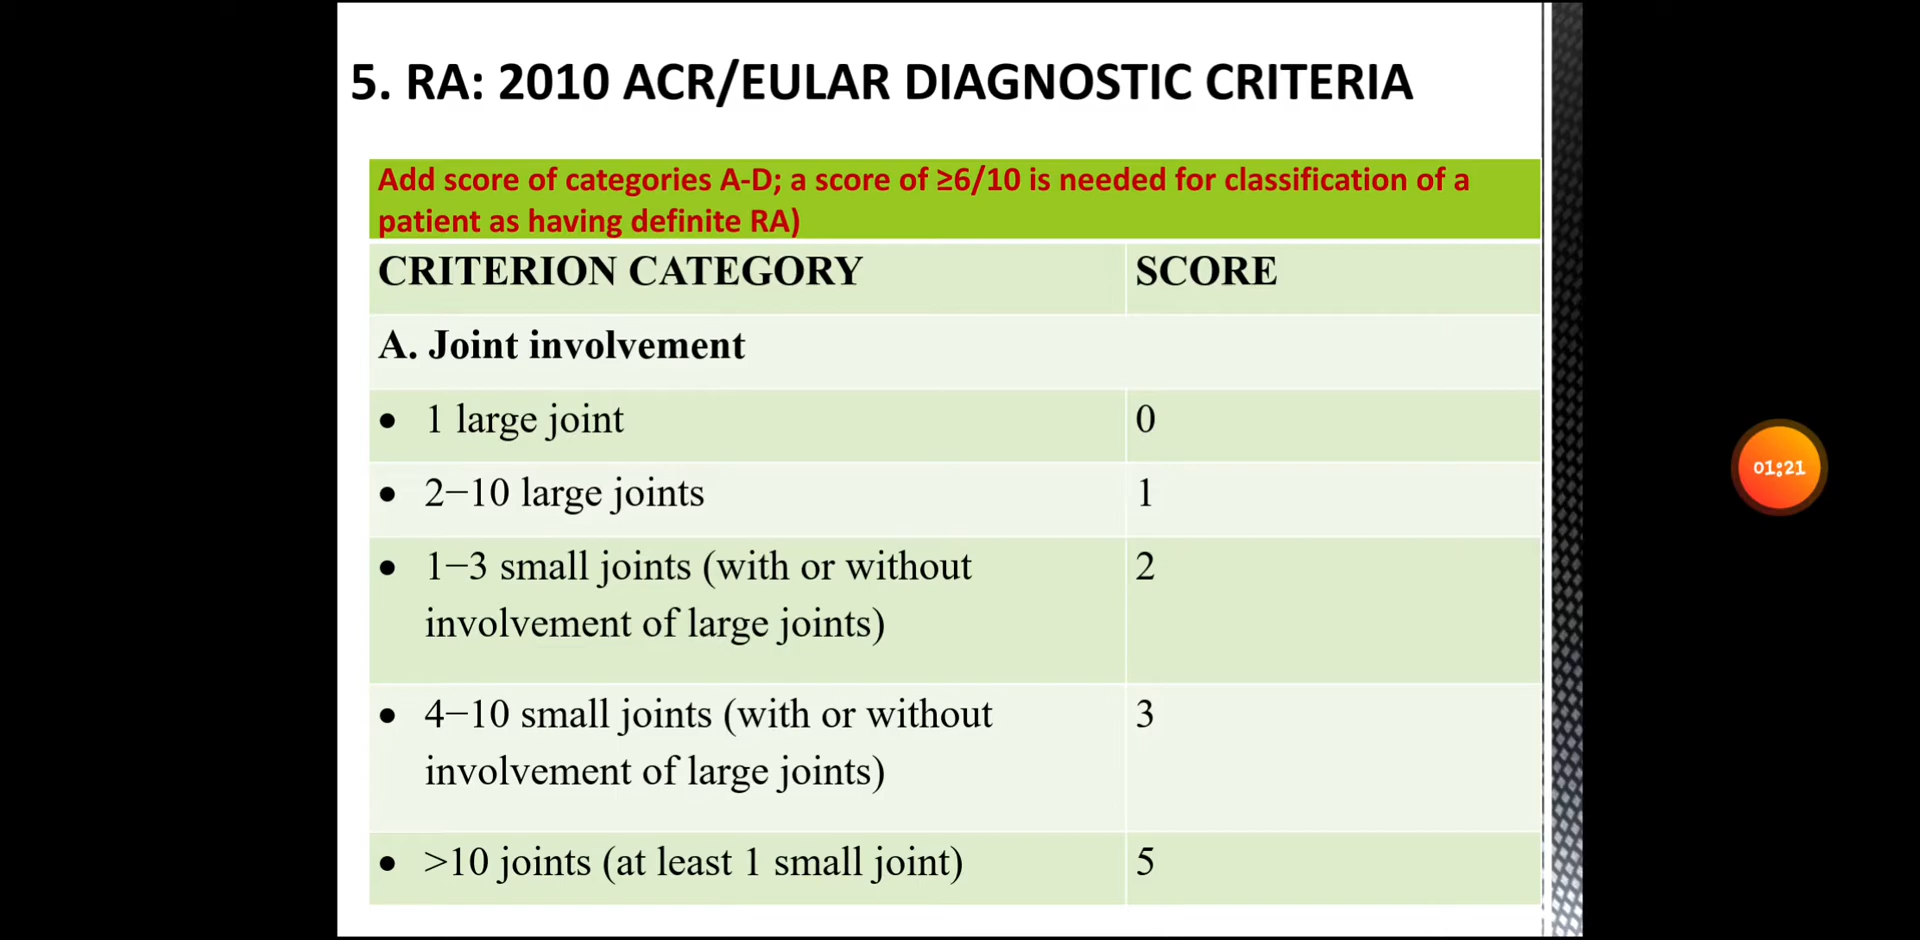 5. RA: 2010 ACR/EULAR DIAGNOSTIC CRITERIA
Add score of categories A-D; a score of ≥6/10 is needed for classification of a
patient as having definite RA)
CRITERION CATEGORY SCORE
A. Joint involvement
• 1 large joint 0
• 2−10 large joints 1
• 1−3 small joints (with or without 2
involvement of large joints)
• 4−10 small joints (with or without 3
involvement of large joints)
• >10 joints (at least 1 small joint) 5
01:21